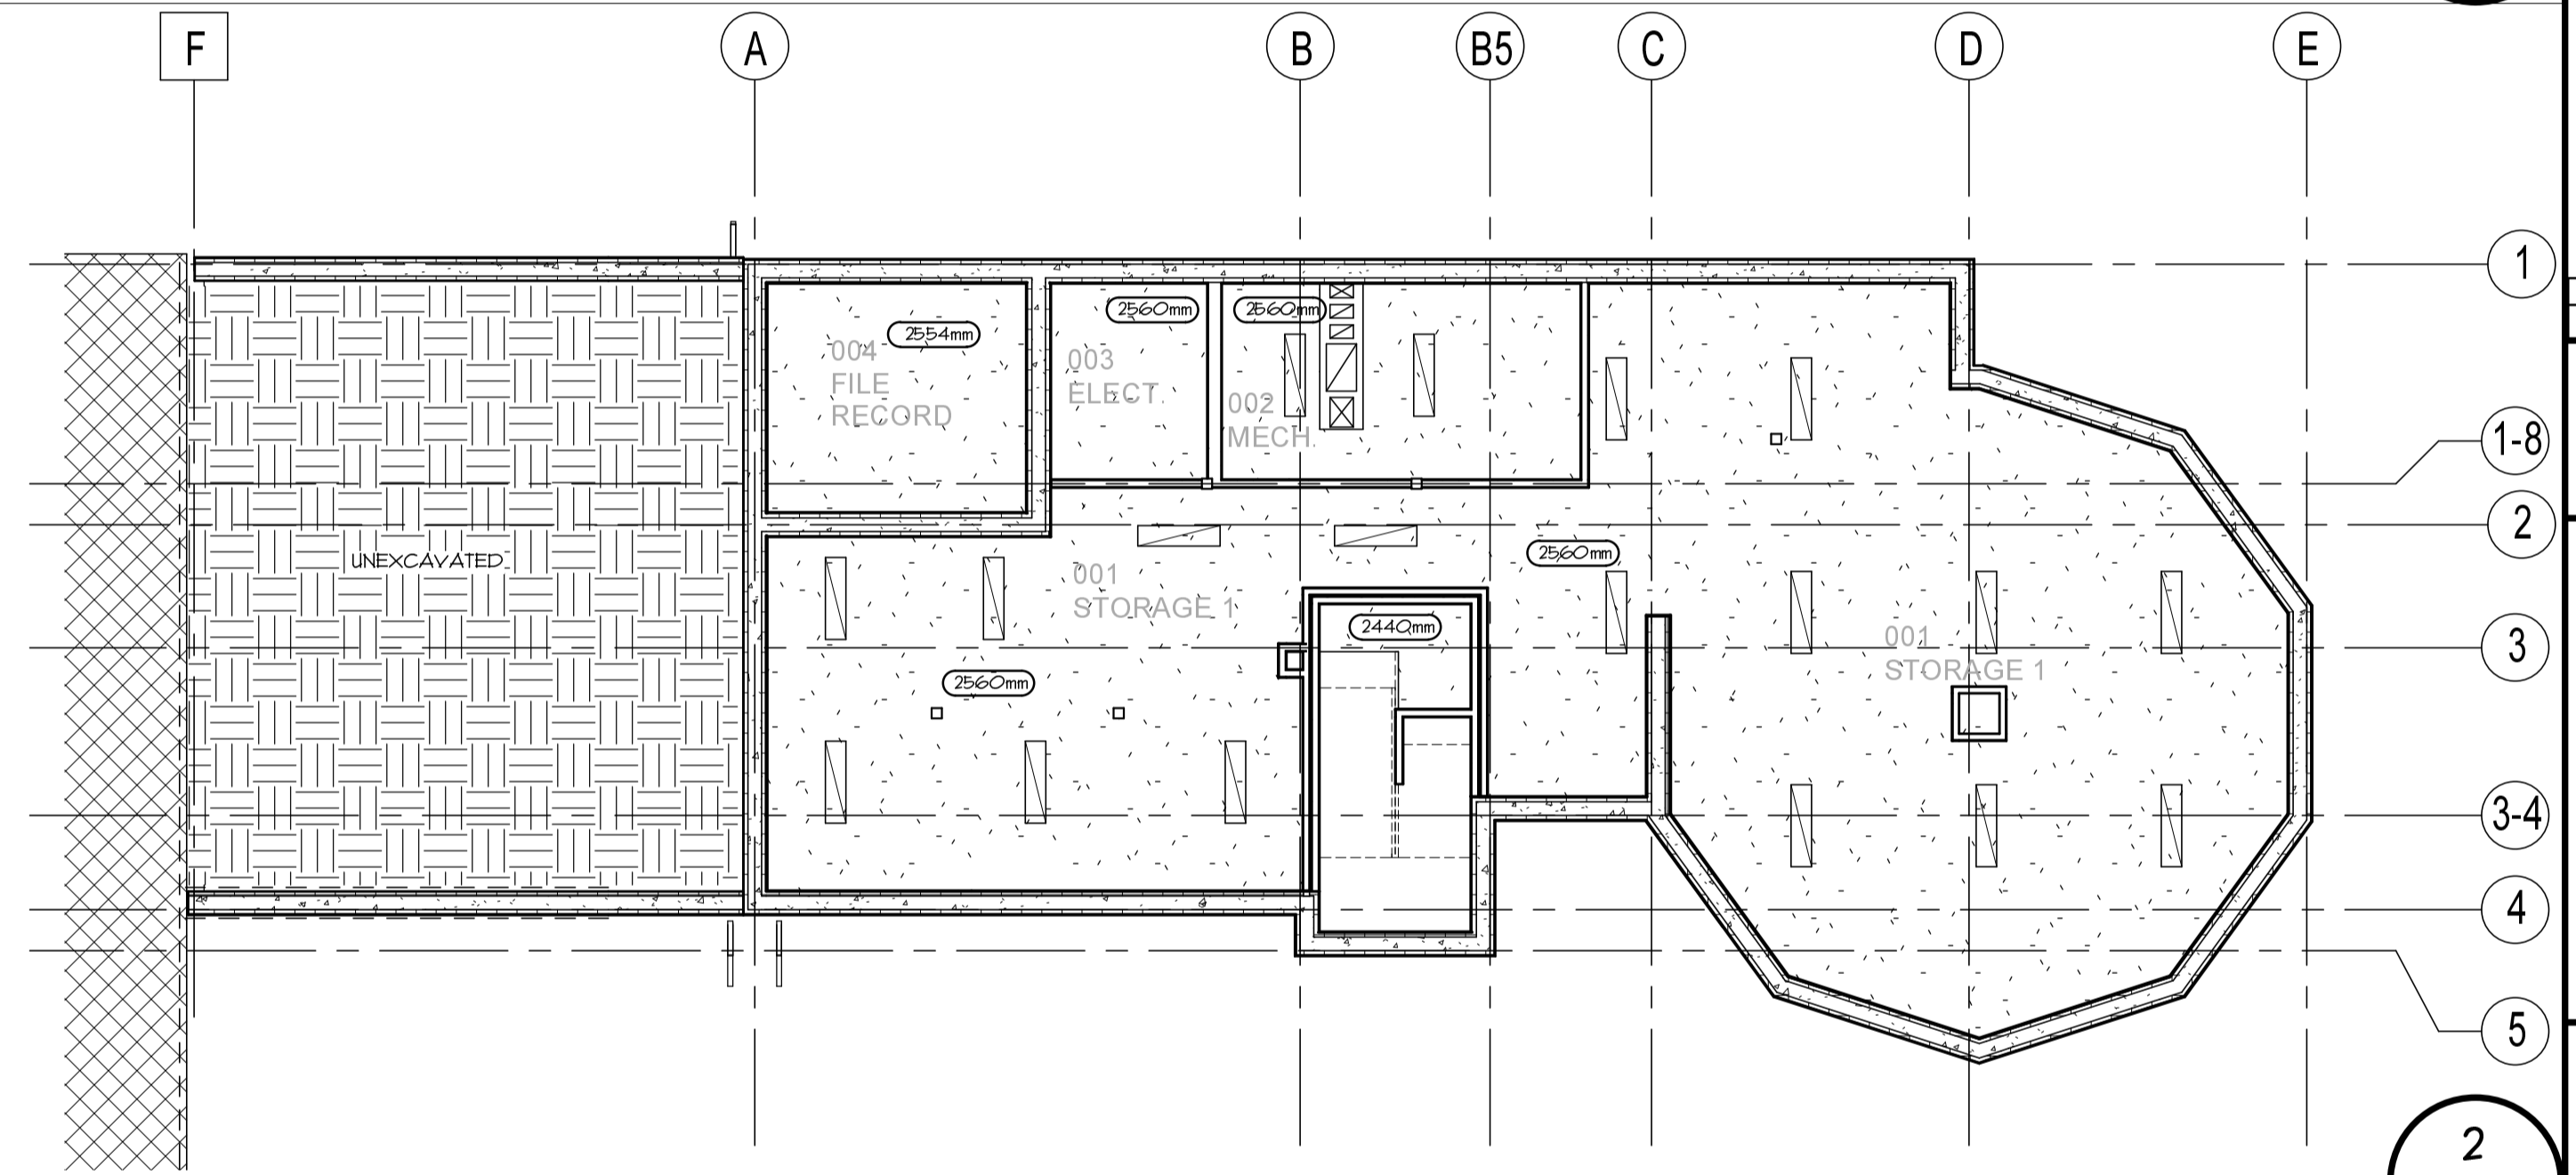 F
A
B
B5
C
D
E
1
1-8
2
3
3-4
4
5
2554mm
004
FILE
RECORD
2560mm
003
ELECT.
2560mm
002
MECH.
UNEXCAVATED
001
STORAGE 1
2560mm
2560mm
2440mm
001
STORAGE 1
2